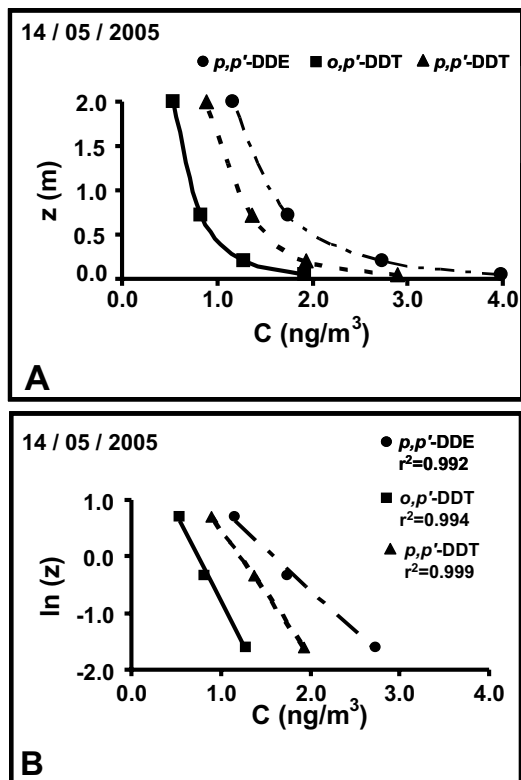 14 / 05 / 2005
p,p'-DDE o,p'-DDT p,p'-DDT
2.0
1.5
z (m)
1.0
0.5
0.0
0.0 1.0 2.0 3.0 4.0
C (ng/m³)
A
14 / 05 / 2005
p,p'-DDE
r²=0.992
o,p'-DDT
r²=0.994
p,p'-DDT
r²=0.999
1.0
0.0
ln (z)
-1.0
-2.0
0.0 1.0 2.0 3.0 4.0
C (ng/m³)
B